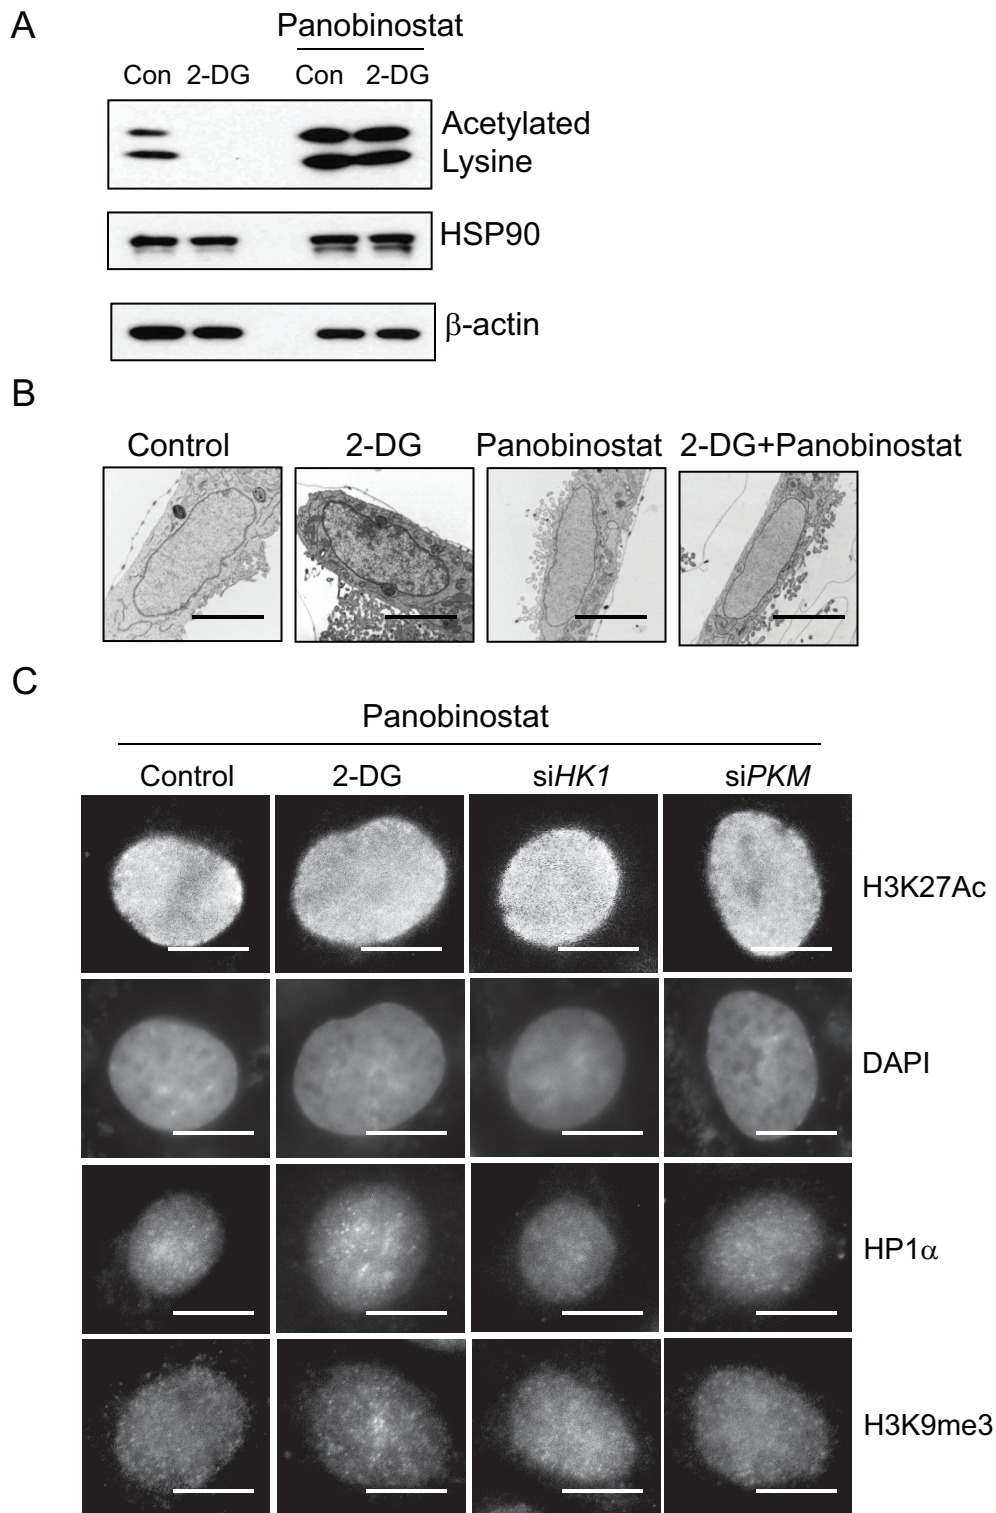 A
Panobinostat
Con 2-DG Con 2-DG
Acetylated
Lysine
HSP90
β-actin
B
Control 2-DG Panobinostat 2-DG+Panobinostat
C
Panobinostat
Control 2-DG siHK1 siPKM
H3K27Ac
DAPI
HP1α
H3K9me3